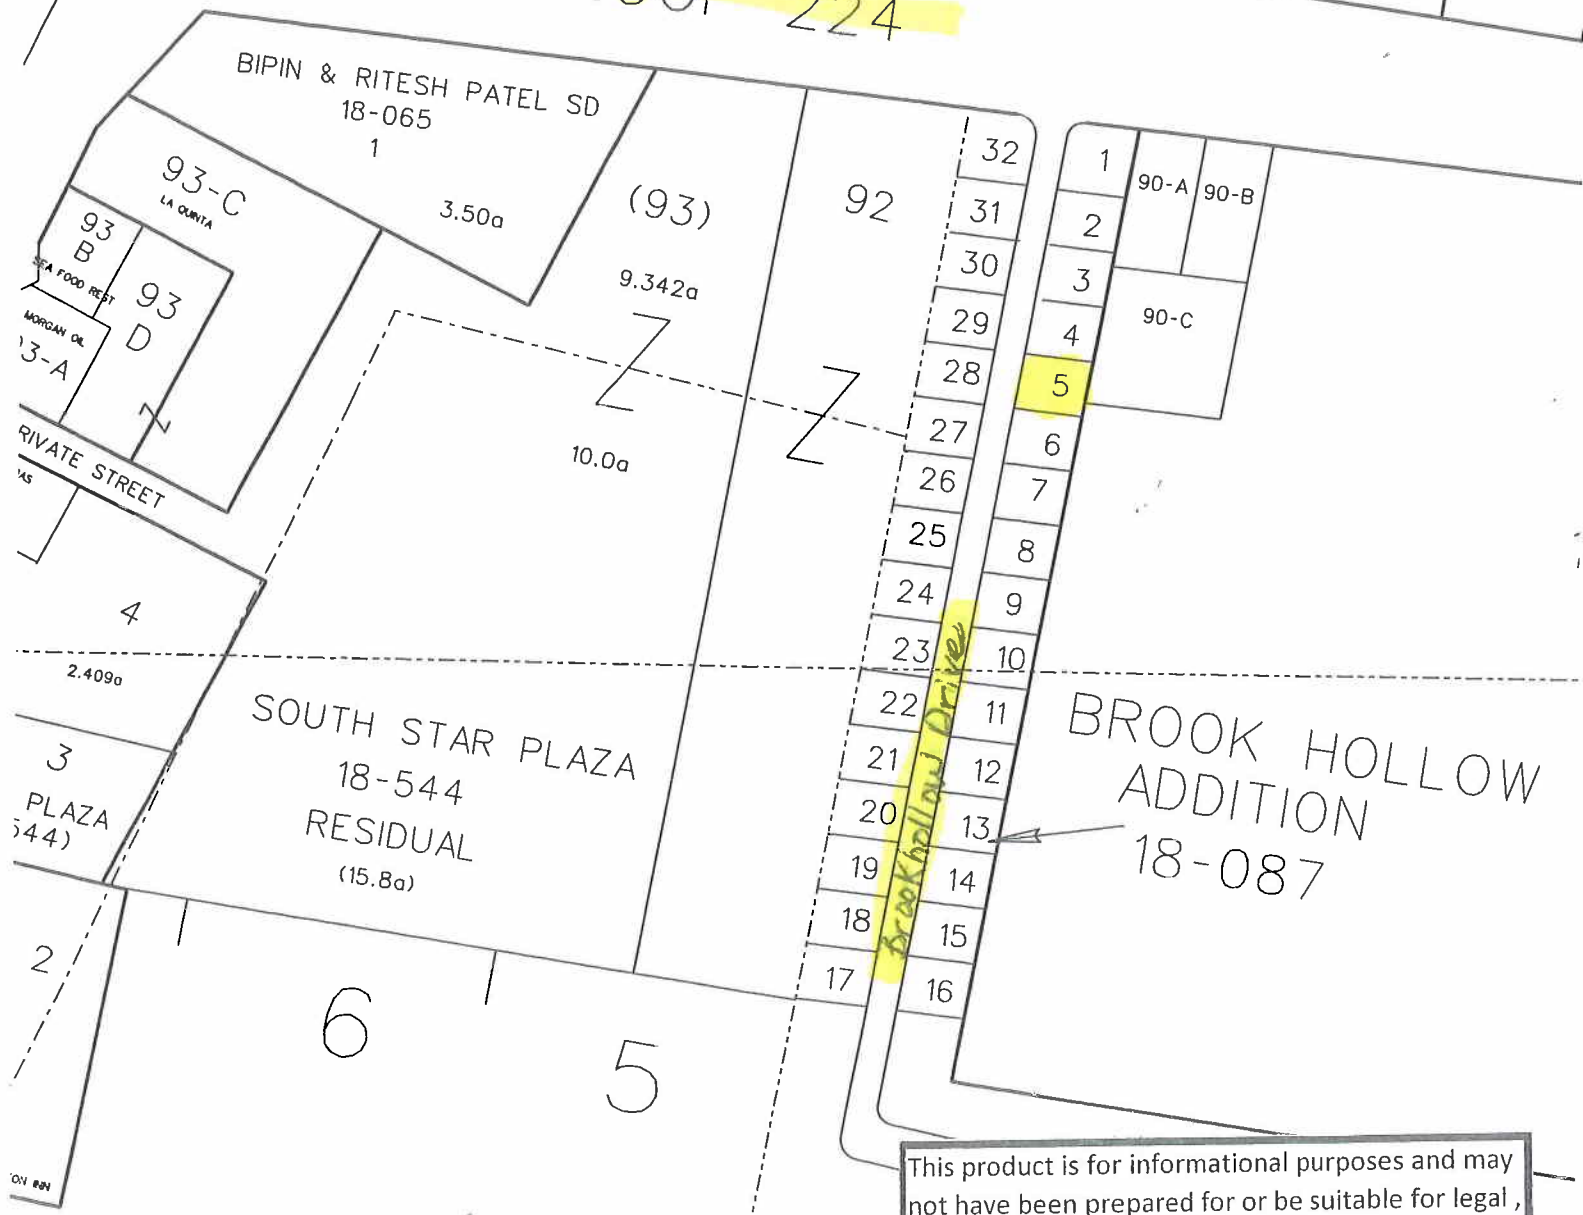 224
BIPIN & RITESH PATEL SD
18-065
1
3.50a
93-C
LA QUINTA
93
B
SEA FOOD REST
93
D
MORGAN OIL
3-A
(93)
9.342a
92
Z
Z
Z
10.0a
RIVATE STREET
4
2.409a
3
PLAZA
544)
2
SOUTH STAR PLAZA
18-544
RESIDUAL
(15.8a)
6
5
32
31
30
29
28
27
26
25
24
23
22
21
20
19
18
17
Brookhollow Drive
1
2
3
4
5
6
7
8
9
10
11
12
13
14
15
16
90-A
90-B
90-C
BROOK HOLLOW
ADDITION
18-087
ON INN
This product is for informational purposes and may
not have been prepared for or be suitable for legal,